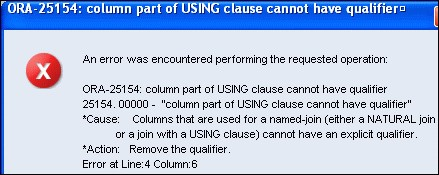 ORA-25154: column part of USING clause cannot have qualifier
An error was encountered performing the requested operation:
ORA-25154: column part of USING clause cannot have qualifier
25154. 00000 - "column part of USING clause cannot have qualifier"
*Cause: Columns that are used for a named-join (either a NATURAL join
or a join with a USING clause) cannot have an explicit qualifier.
*Action: Remove the qualifier.
Error at Line:4 Column:6